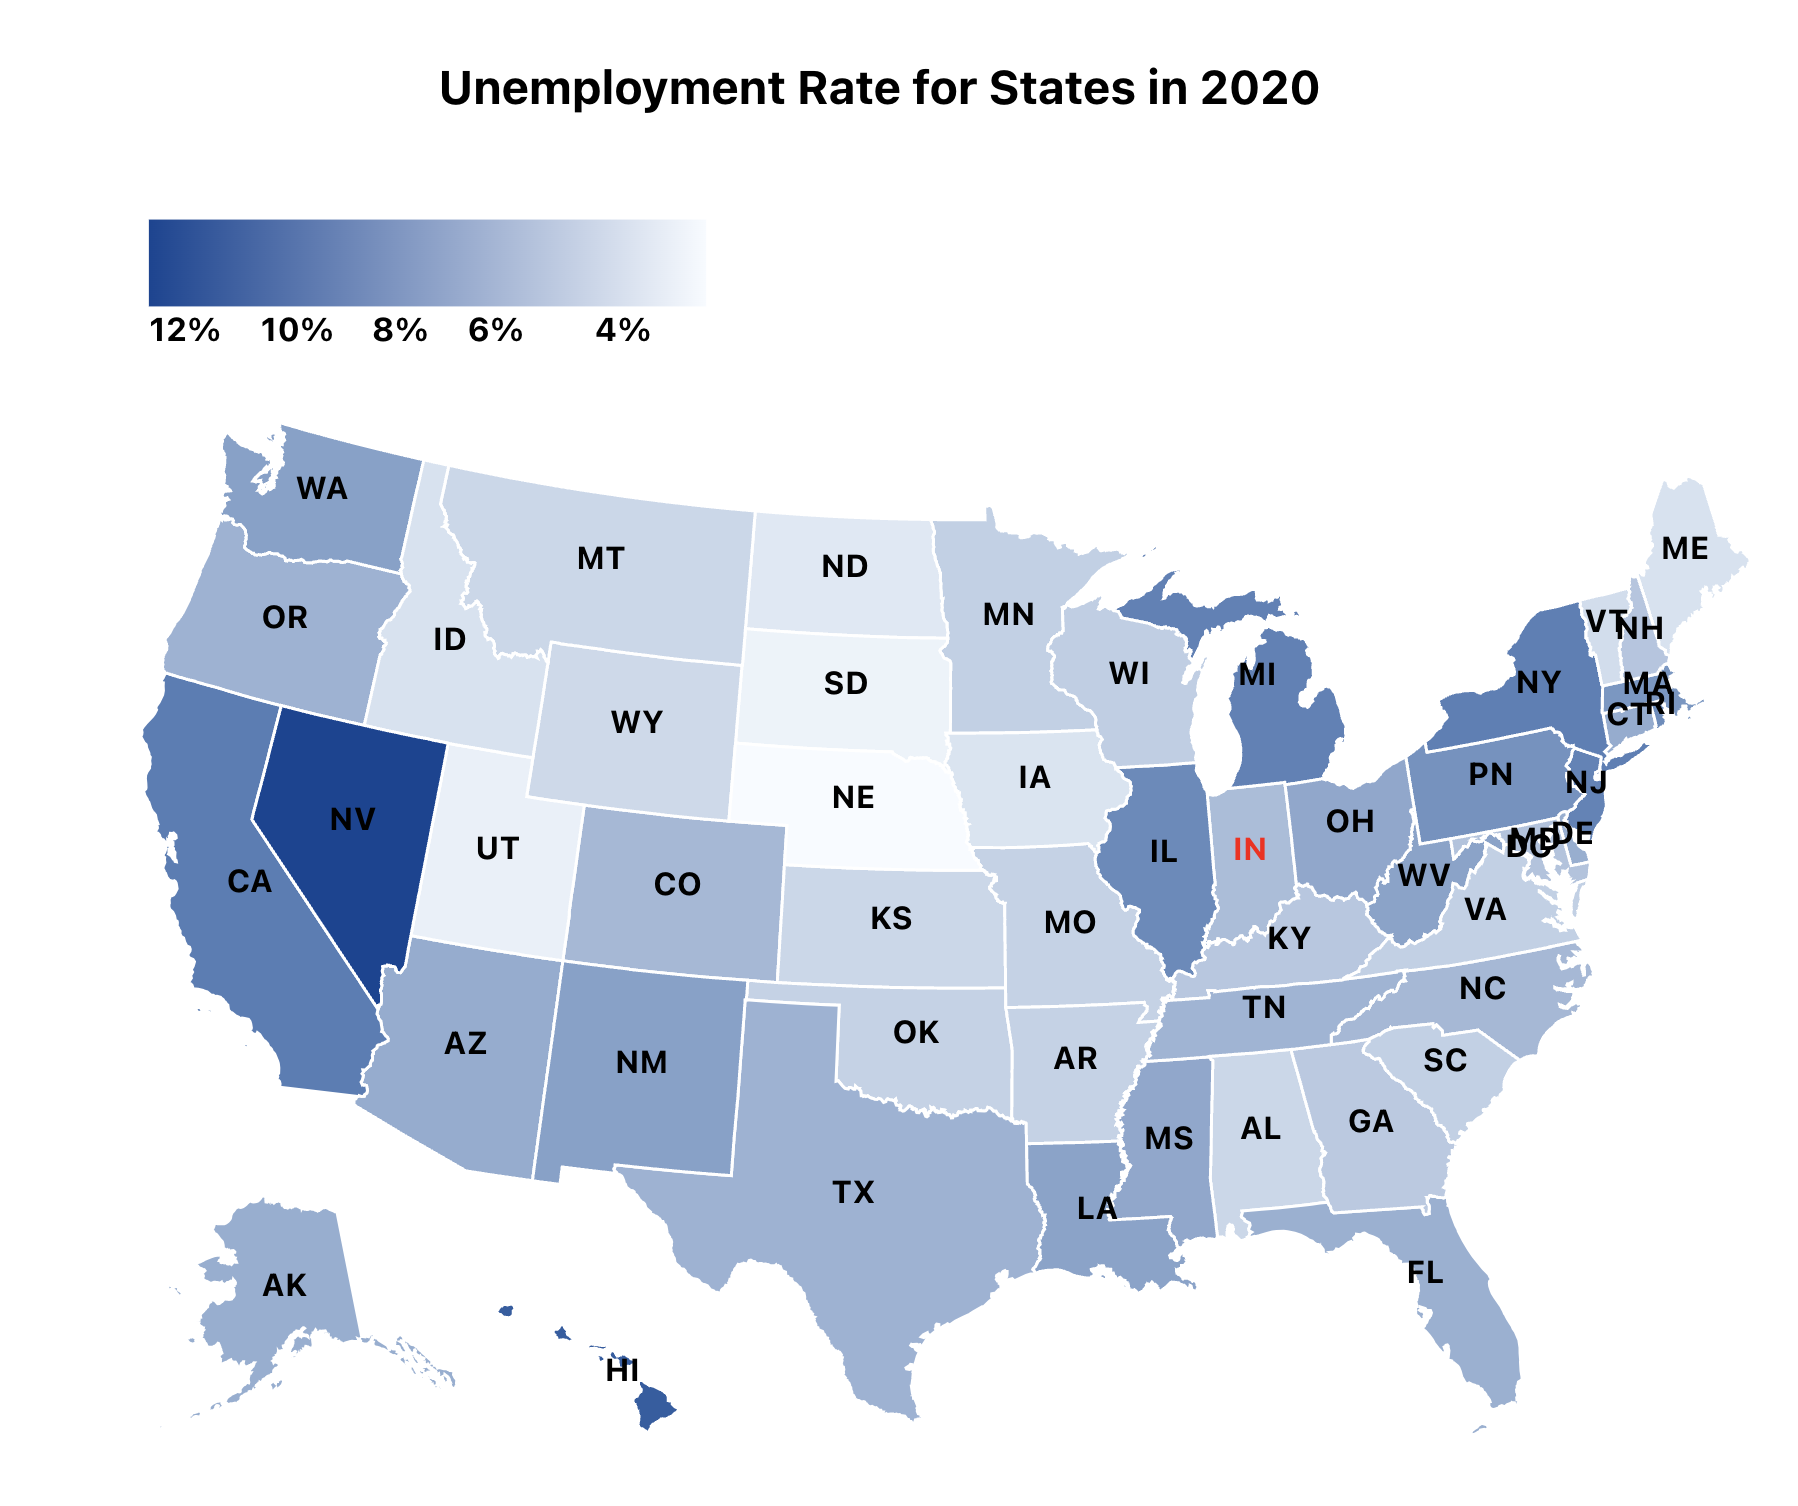 Unemployment Rate for States in 2020
12% 10% 8% 6% 4%
WA
MT
ND
ME
OR
ID
MN
VT
NH
SD
WI
MI
NY
MA
RI
CT
WY
IA
PN
NJ
NE
NV
UT
OH
IL
IN
MD
DE
DC
CA
CO
WV
KS
MO
VA
KY
NC
TN
AZ
OK
NM
AR
SC
MS
AL
GA
TX
LA
FL
AK
HI